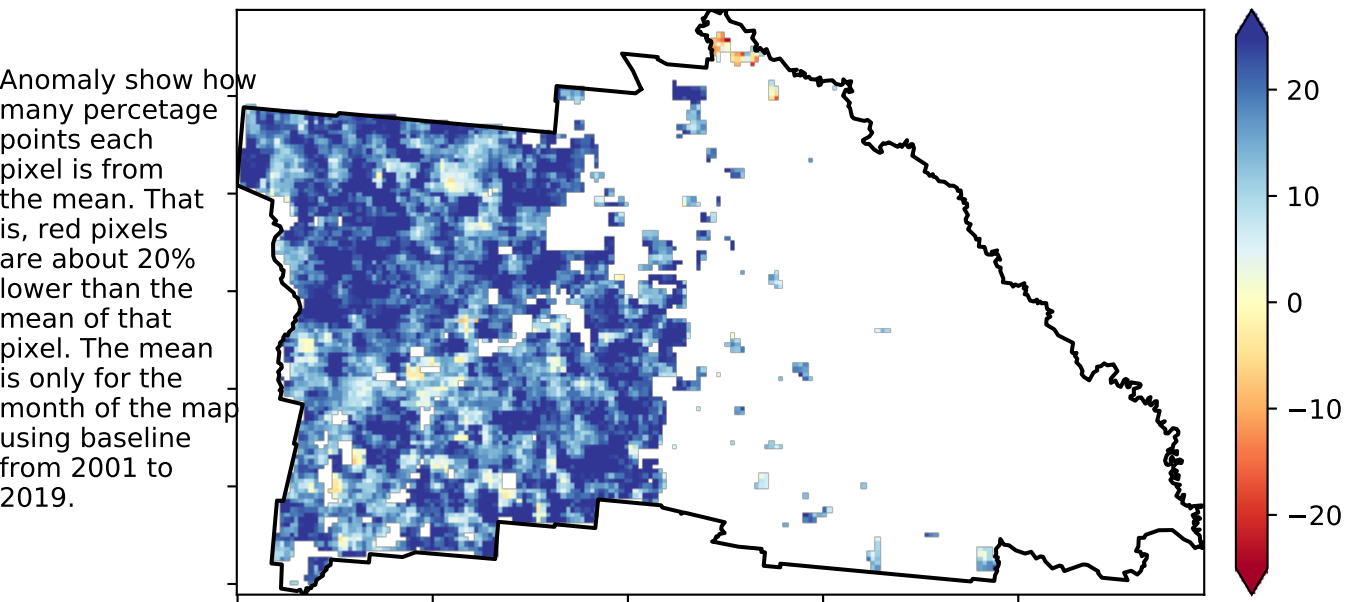 Anomaly show how
many percetage
points each
pixel is from
the mean. That
is, red pixels
are about 20%
lower than the
mean of that
pixel. The mean
is only for the
month of the map
using baseline
from 2001 to
2019.
20
10
0
−10
−20